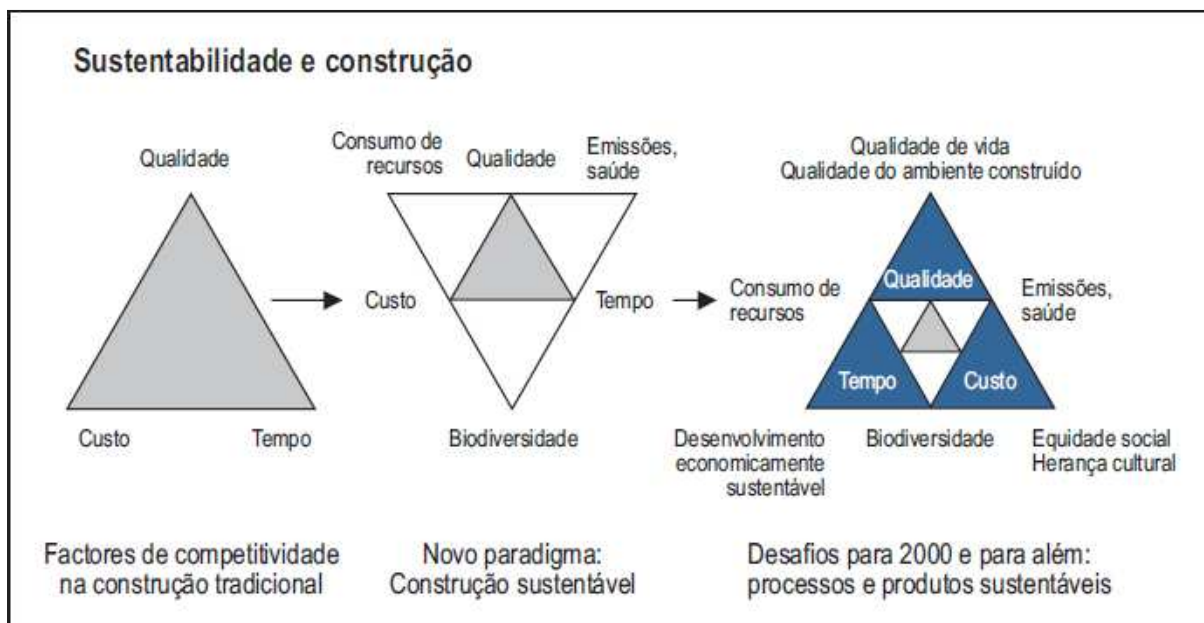 Sustentabilidade e construção
Qualidade
Custo
Tempo
Factores de competitividade
na construção tradicional
Consumo de
recursos
Qualidade
Emissões,
saúde
Custo
Tempo
Biodiversidade
Novo paradigma:
Construção sustentável
Qualidade de vida
Qualidade do ambiente construído
Consumo de
recursos
Qualidade
Emissões,
saúde
Tempo
Custo
Desenvolvimento
economicamente
sustentável
Biodiversidade
Equidade social
Herança cultural
Desafios para 2000 e para além:
processos e produtos sustentáveis